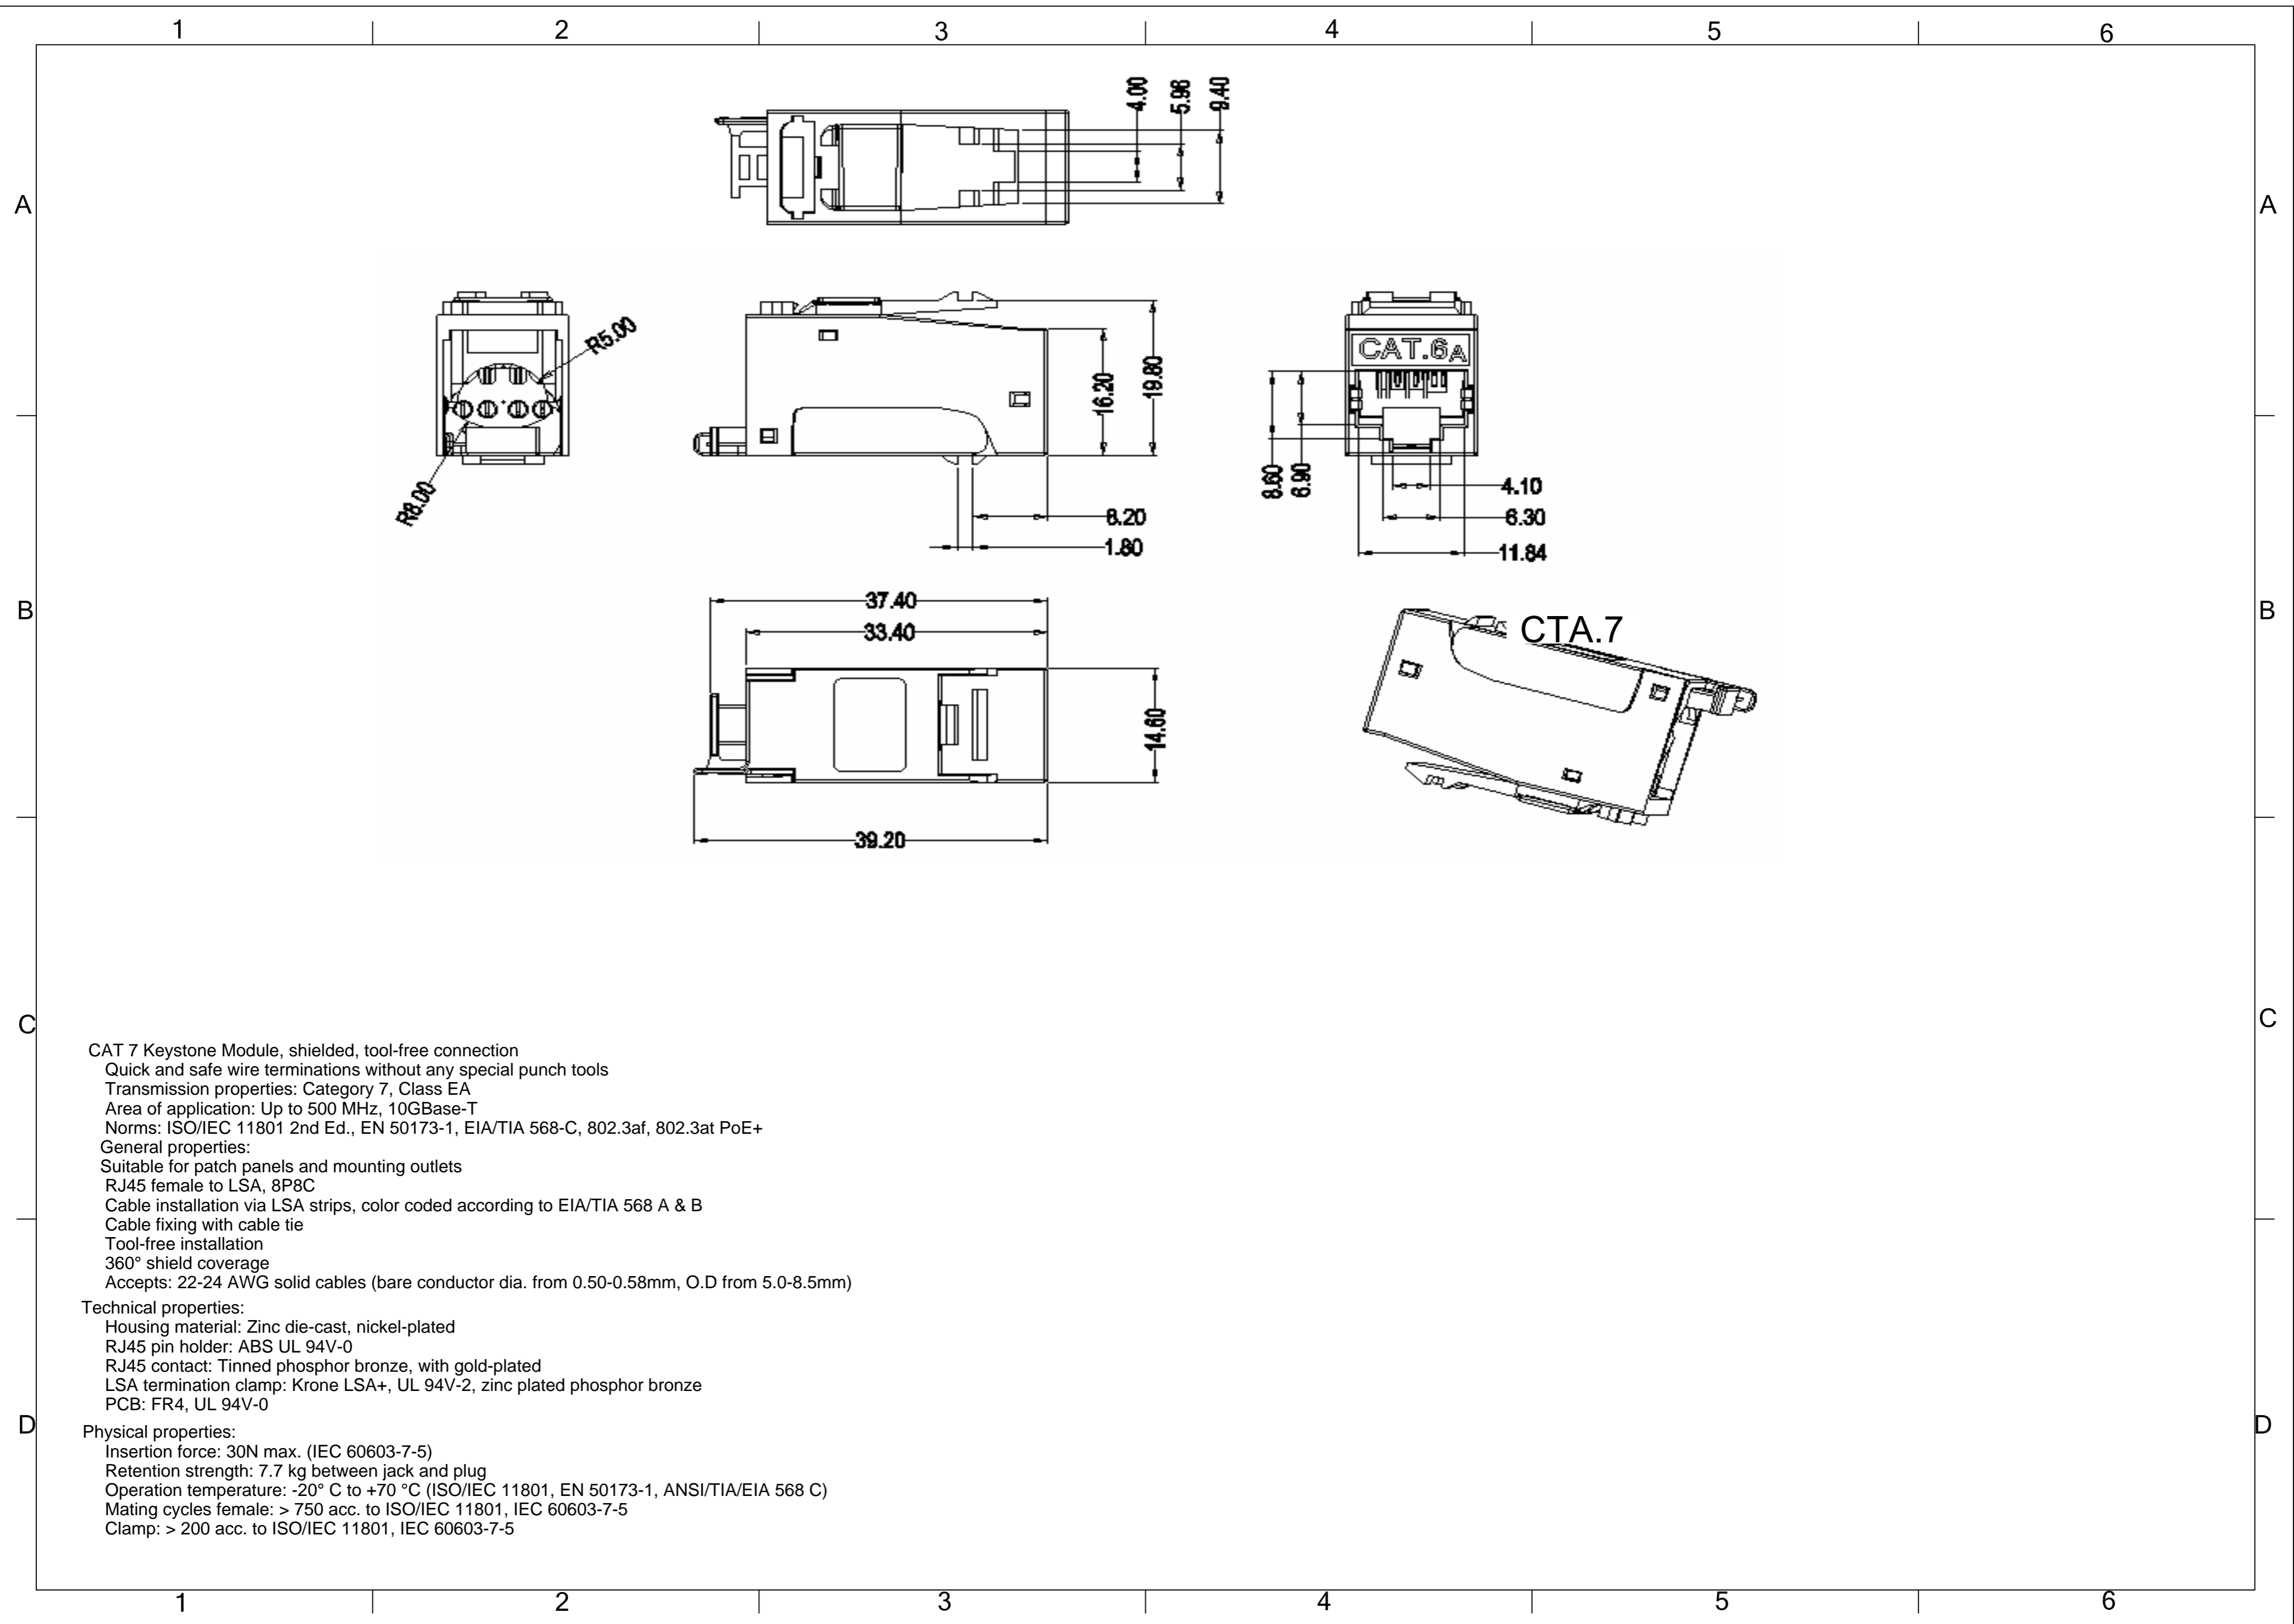 1 2 3 4 5 6
4.00 5.98 9.40
A A
R5.00
R8.00
16.20 19.80
8.20
1.80
CAT.6A
8.60 6.90
4.10
6.30
11.84
B B
37.40
33.40
14.60
39.20
CTA.7
C C
CAT 7 Keystone Module, shielded, tool-free connection
Quick and safe wire terminations without any special punch tools
Transmission properties: Category 7, Class EA
Area of application: Up to 500 MHz, 10GBase-T
Norms: ISO/IEC 11801 2nd Ed., EN 50173-1, EIA/TIA 568-C, 802.3af, 802.3at PoE+
General properties:
Suitable for patch panels and mounting outlets
RJ45 female to LSA, 8P8C
Cable installation via LSA strips, color coded according to EIA/TIA 568 A & B
Cable fixing with cable tie
Tool-free installation
360° shield coverage
Accepts: 22-24 AWG solid cables (bare conductor dia. from 0.50-0.58mm, O.D from 5.0-8.5mm)
Technical properties:
Housing material: Zinc die-cast, nickel-plated
RJ45 pin holder: ABS UL 94V-0
RJ45 contact: Tinned phosphor bronze, with gold-plated
LSA termination clamp: Krone LSA+, UL 94V-2, zinc plated phosphor bronze
PCB: FR4, UL 94V-0
D D
Physical properties:
Insertion force: 30N max. (IEC 60603-7-5)
Retention strength: 7.7 kg between jack and plug
Operation temperature: -20° C to +70 °C (ISO/IEC 11801, EN 50173-1, ANSI/TIA/EIA 568 C)
Mating cycles female: > 750 acc. to ISO/IEC 11801, IEC 60603-7-5
Clamp: > 200 acc. to ISO/IEC 11801, IEC 60603-7-5
1 2 3 4 5 6